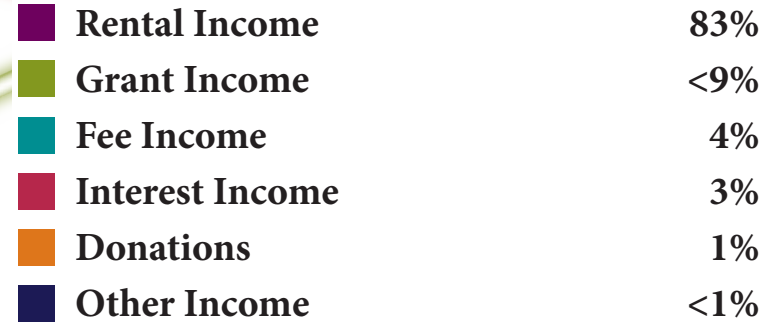 Rental Income 83%
Grant Income <9%
Fee Income 4%
Interest Income 3%
Donations 1%
Other Income <1%